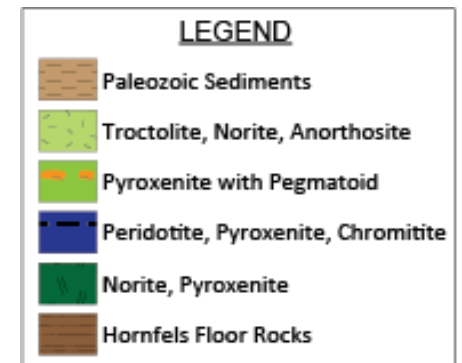 LEGEND
Paleozoic Sediments
Troctolite, Norite, Anorthosite
Pyroxenite with Pegmatoid
Peridotite, Pyroxenite, Chromitite
Norite, Pyroxenite
Hornfels Floor Rocks